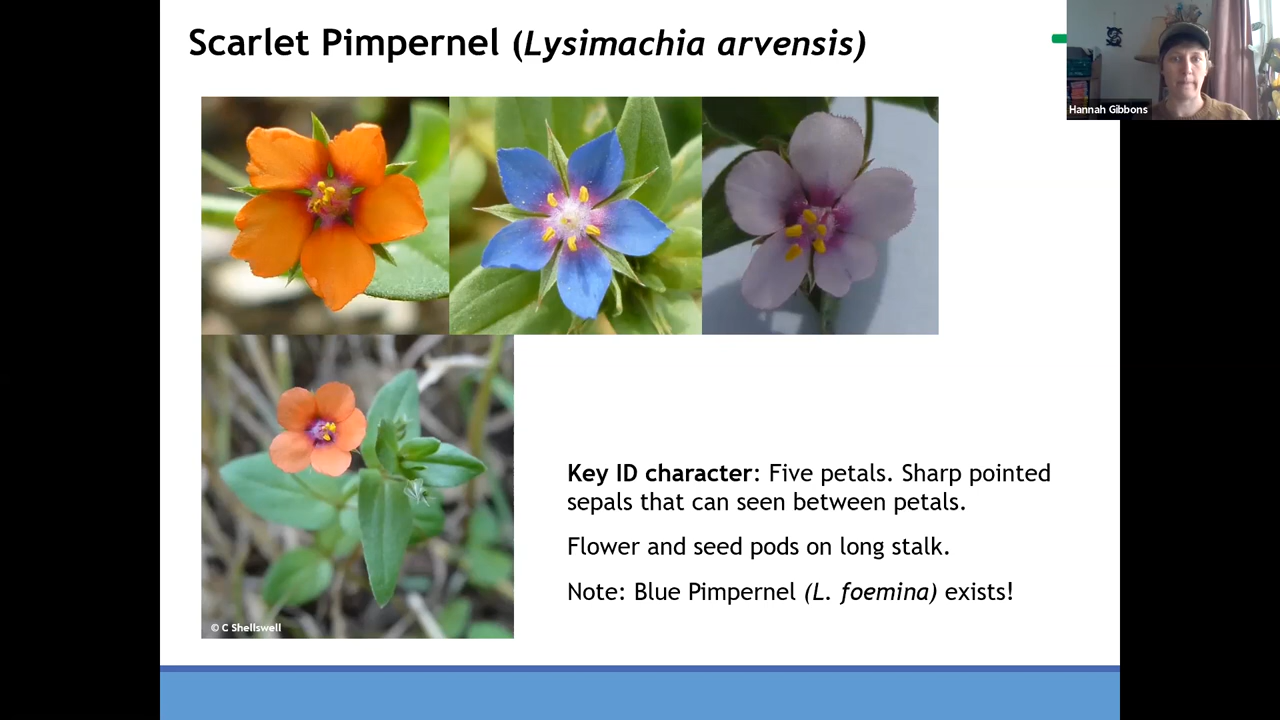 Scarlet Pimpernel (Lysimachia arvensis)
Hannah Gibbons
Key ID character: Five petals. Sharp pointed
sepals that can seen between petals.
Flower and seed pods on long stalk.
Note: Blue Pimpernel (L. foemina) exists!
© C Shellswell